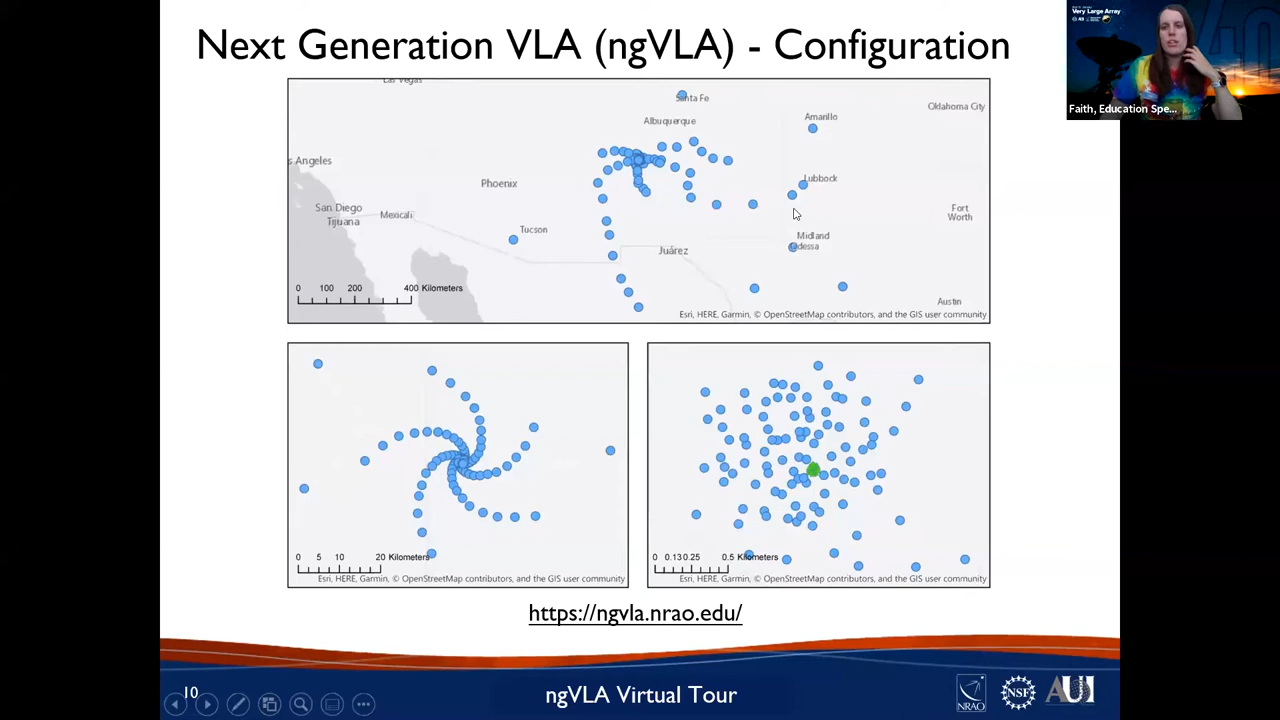 Next Generation VLA (ngVLA) - Configuration
Very Large Array
40
Faith, Education Spe...
Las Vegas
Santa Fe
Oklahoma City
Albuquerque
Amarillo
s Angeles
Phoenix
Lubbock
San Diego
Tijuana
Mexicali
Fort
Worth
Tucson
Midland
Odessa
Juárez
0 100 200 400 Kilometers
Austin
Esri, HERE, Garmin, © OpenStreetMap contributors, and the GIS user community
0 5 10 20 Kilometers
Esri, HERE, Garmin, © OpenStreetMap contributors, and the GIS user community
0 0.13 0.25 0.5 Kilometers
Esri, HERE, Garmin, © OpenStreetMap contributors, and the GIS user community
https://ngvla.nrao.edu/
10
ngVLA Virtual Tour
NRAO
NSF
AUI